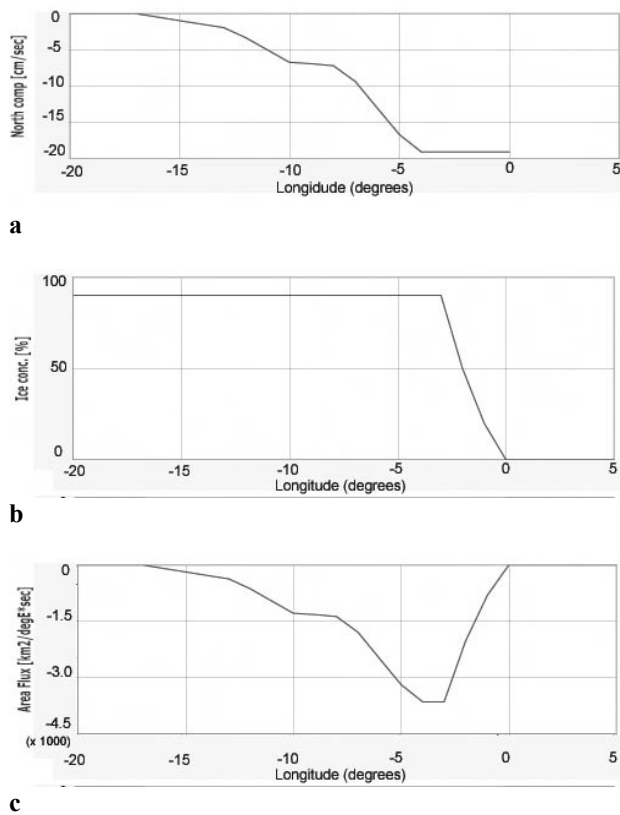 North comp [cm/sec]
0
-5
-10
-15
-20
-20 -15 -10 -5 0 5
Longidude (degrees)
a
Ice conc. [%]
100
50
0
-20 -15 -10 -5 0 5
Longitude (degrees)
b
Area Flux [km2/degE*sec]
0
-1.5
-3.0
-4.5
(x 1000)
-20 -15 -10 -5 0 5
Longitude (degrees)
c